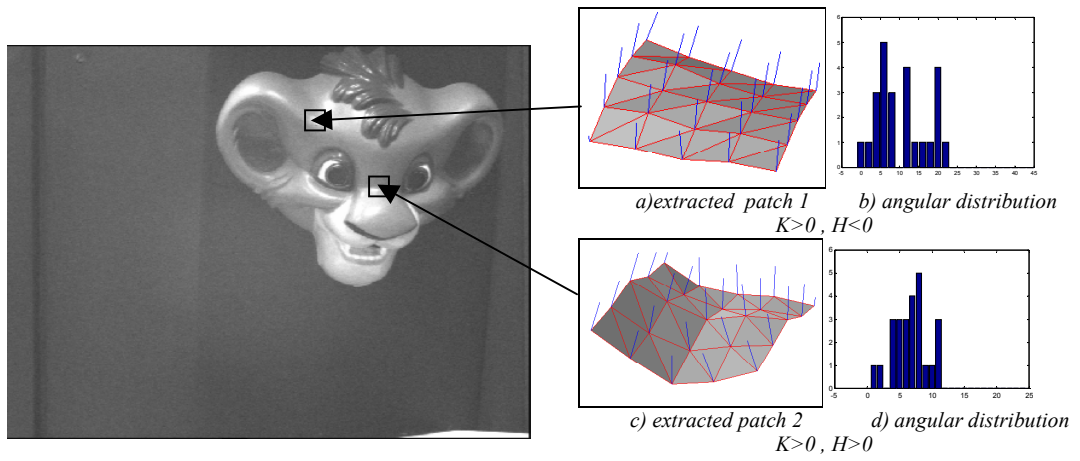 6
5
4
3
2
1
0
-5 0 5 10 15 20 25 30 35 40 45
a)extracted patch 1 b) angular distribution
K>0 , H<0
6
5
4
3
2
1
0
-5 0 5 10 15 20 25
c) extracted patch 2 d) angular distribution
K>0 , H>0